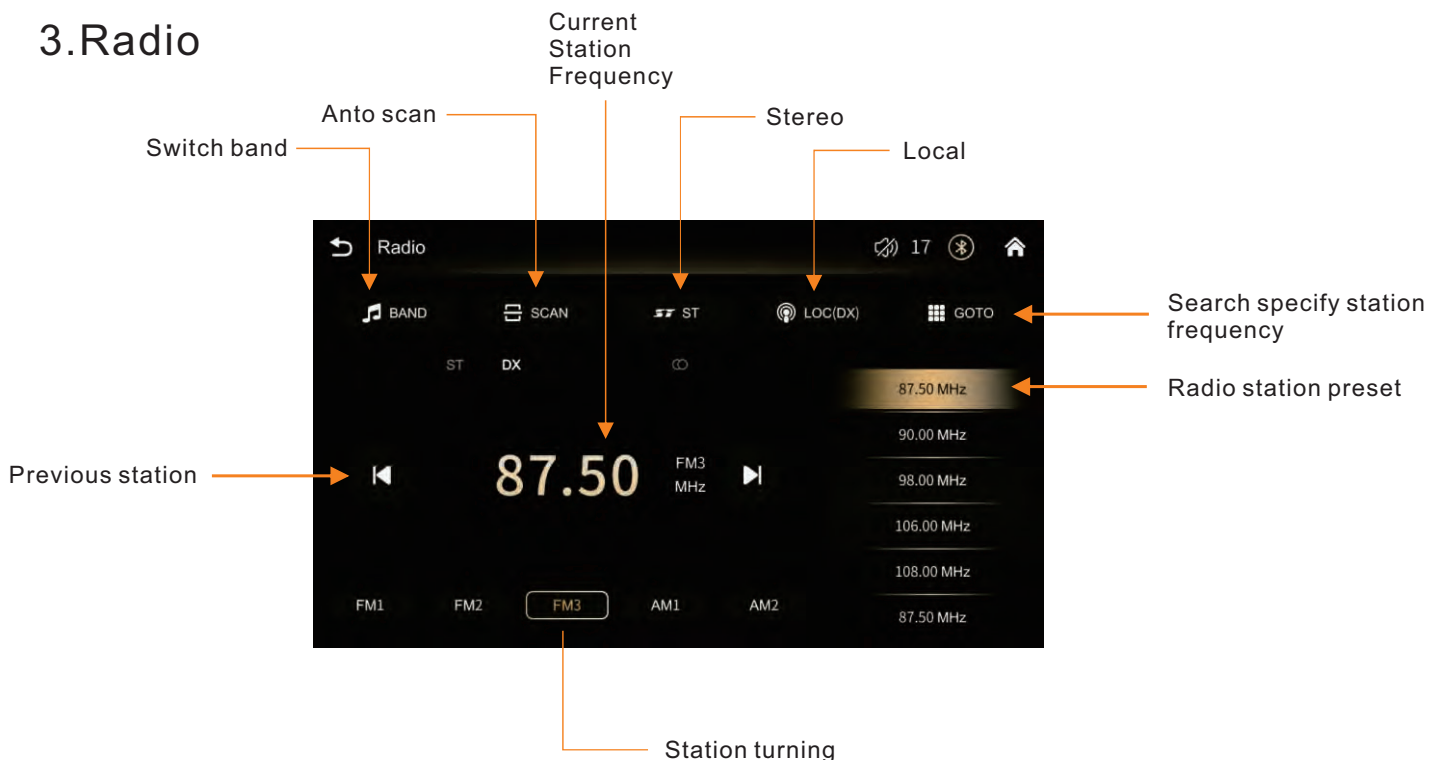 3.Radio
Current
Station
Frequency
Anto scan
Stereo
Switch band
Local
Radio
17
BAND
SCAN
ST ST
LOC(DX)
GOTO
Search specify station
frequency
ST DX
87.50 MHz
Radio station preset
90.00 MHz
Previous station
87.50
FM3
MHz
98.00 MHz
106.00 MHz
108.00 MHz
FM1 FM2 FM3 AM1 AM2
87.50 MHz
Station turning